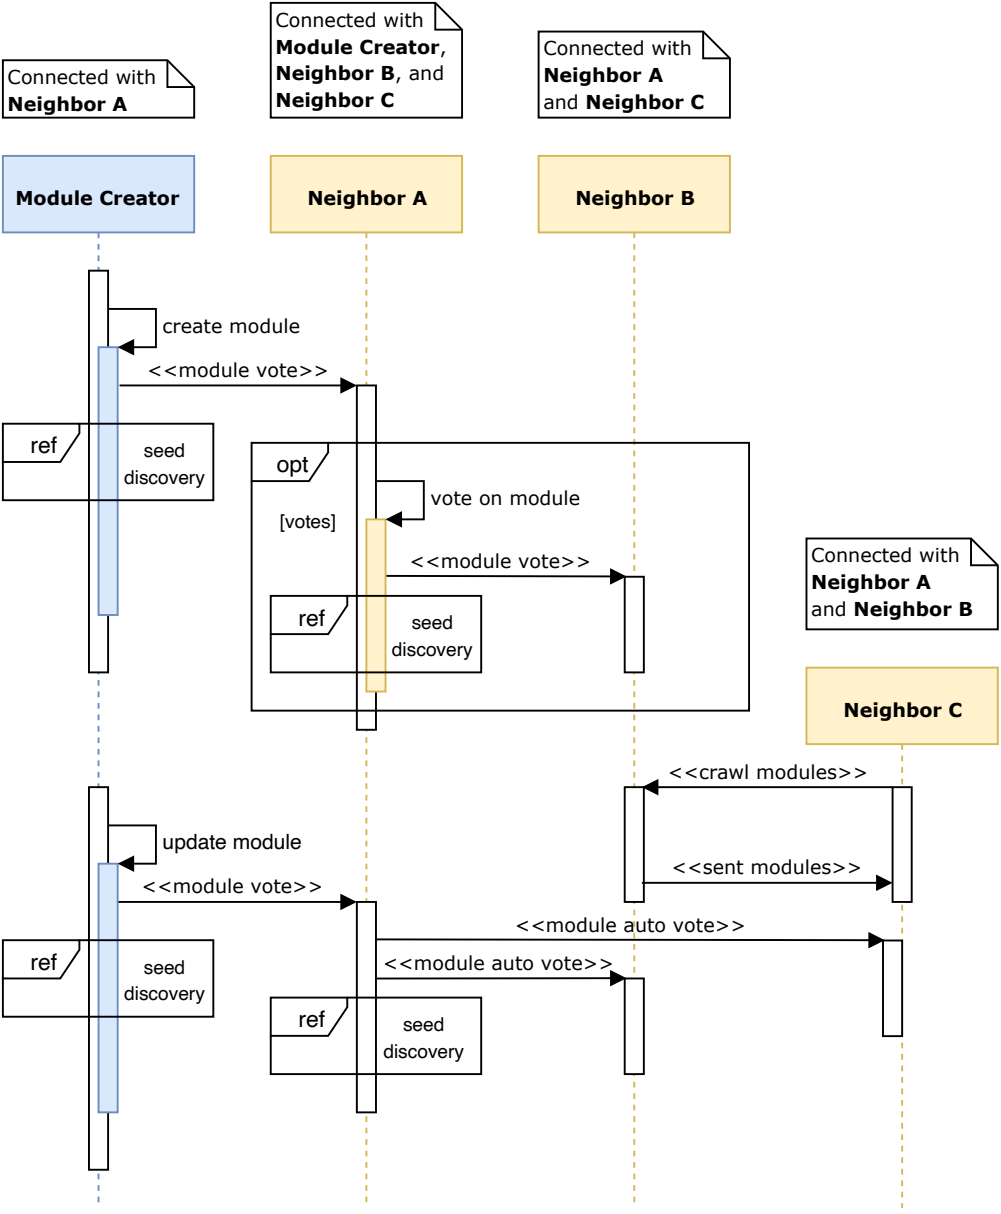 Connected with
Neighbor A
Connected with
Module Creator,
Neighbor B, and
Neighbor C
Connected with
Neighbor A
and Neighbor C
Module Creator
Neighbor A
Neighbor B
create module
<<module vote>>
ref
seed
discovery
opt
[votes]
vote on module
<<module vote>>
ref
seed
discovery
Connected with
Neighbor A
and Neighbor B
Neighbor C
<<crawl modules>>
update module
<<sent modules>>
<<module vote>>
<<module auto vote>>
ref
seed
discovery
<<module auto vote>>
ref
seed
discovery